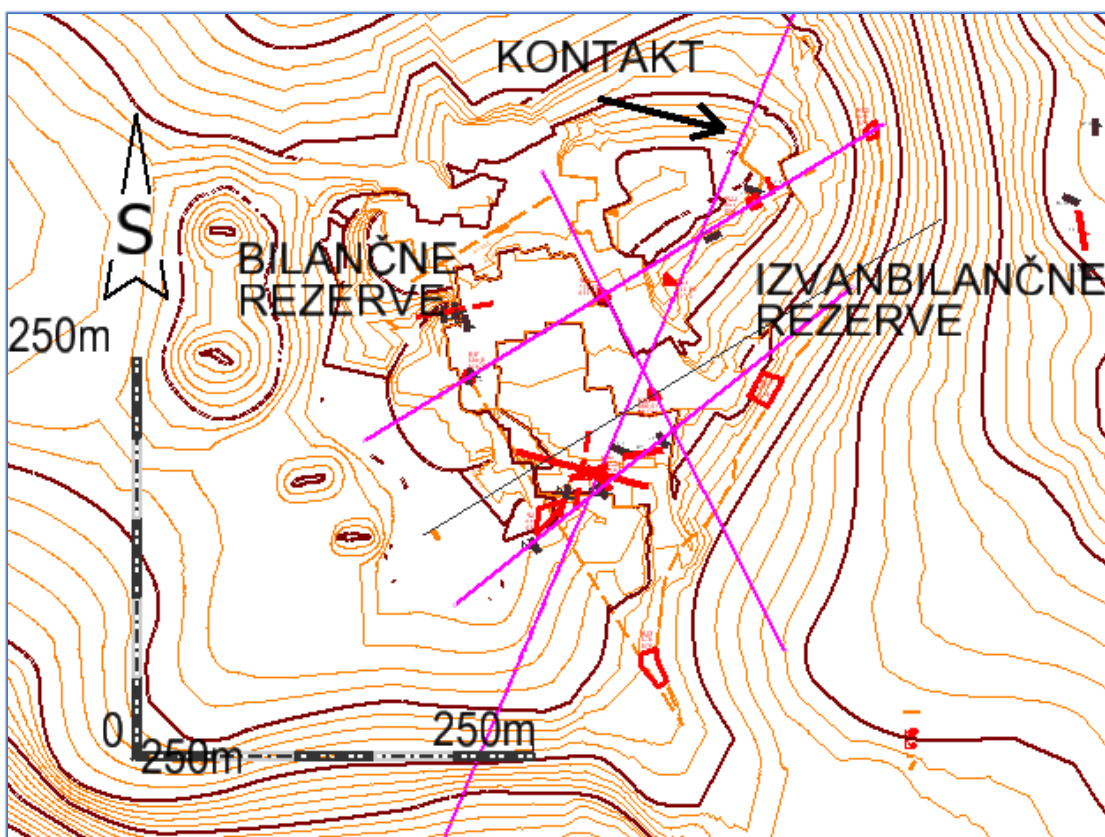 KONTAKT
S
BILANČNE
REZERVE
IZVANBILANČNE
REZERVE
250m
0
250m
250m